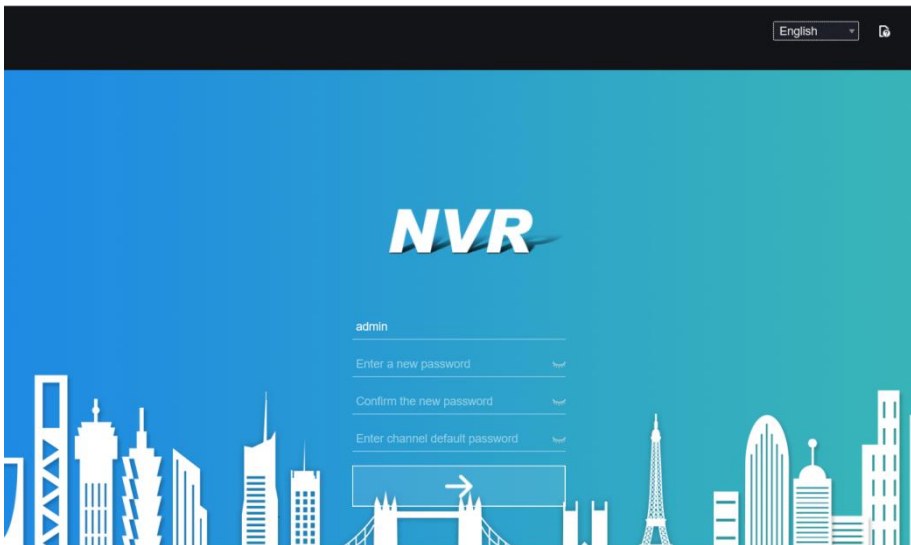 English
NVR
admin
Enter a new password
Confirm the new password
Enter channel default password